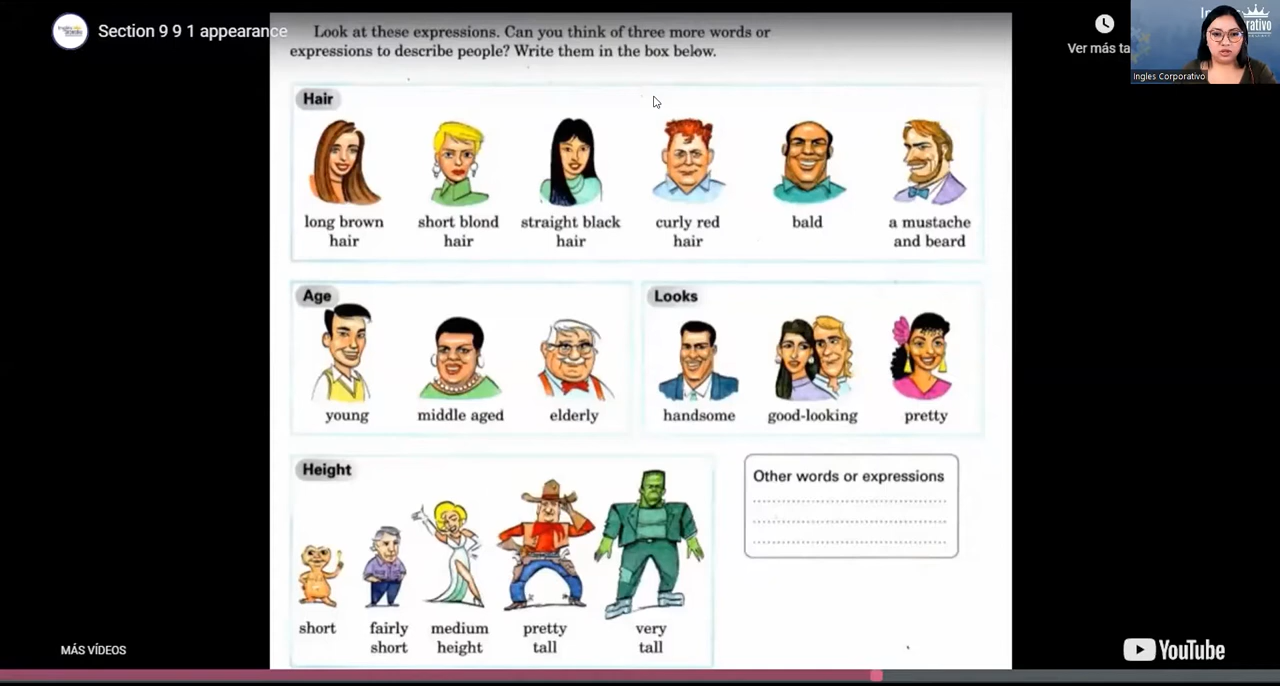 Section 9 9 1 appearance
Ver más ta
Ingles Corporativo
Look at these expressions. Can you think of three more words or
expressions to describe people? Write them in the box below.
Hair
long brown
hair
short blond
hair
straight black
hair
curly red
hair
bald
a mustache
and beard
Age
young
middle aged
elderly
Looks
handsome
good-looking
pretty
Height
short
fairly
short
medium
height
pretty
tall
very
tall
Other words or expressions
MÁS VÍDEOS
YouTube